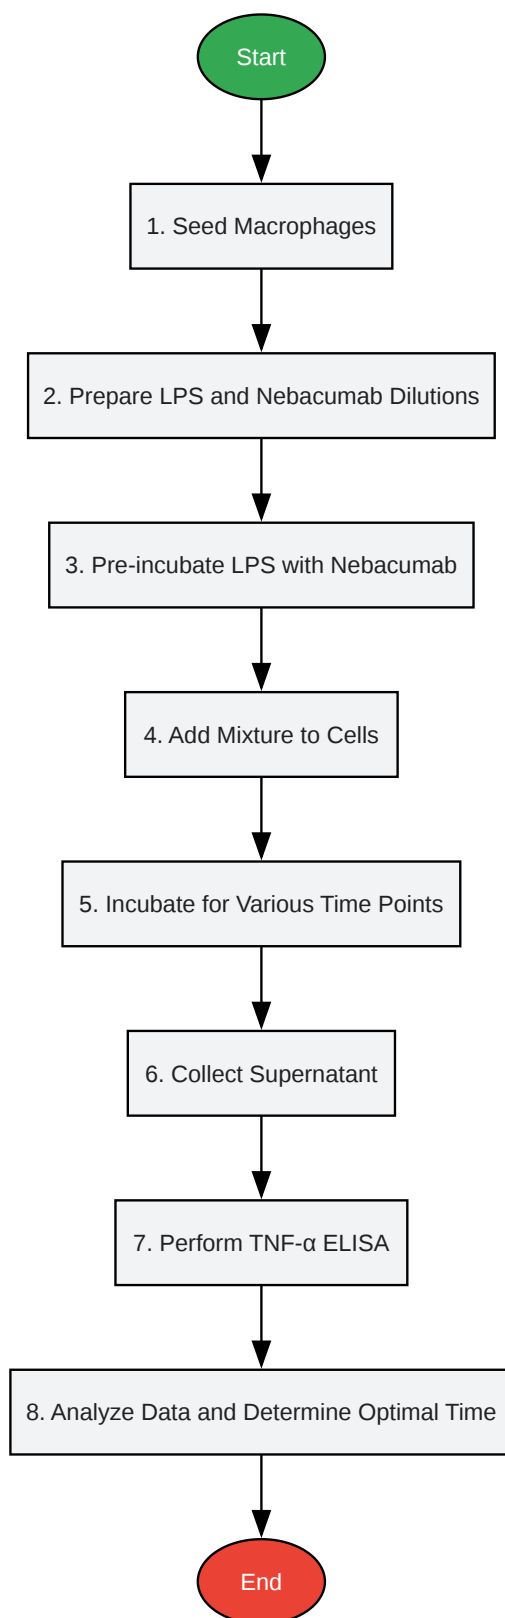 Start
1. Seed Macrophages
2. Prepare LPS and Nebacumab Dilutions
3. Pre-incubate LPS with Nebacumab
4. Add Mixture to Cells
5. Incubate for Various Time Points
6. Collect Supernatant
7. Perform TNF-α ELISA
8. Analyze Data and Determine Optimal Time
End